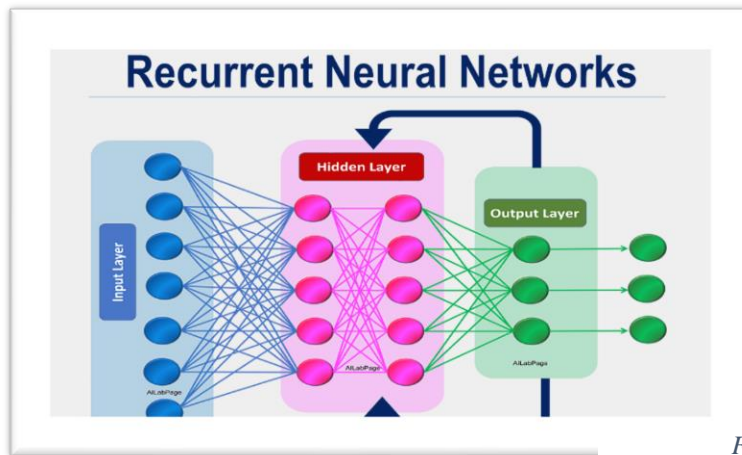 Recurrent Neural Networks
Hidden Layer
Output Layer
Input Layer
AILabPage
AILabPage
AILabPage